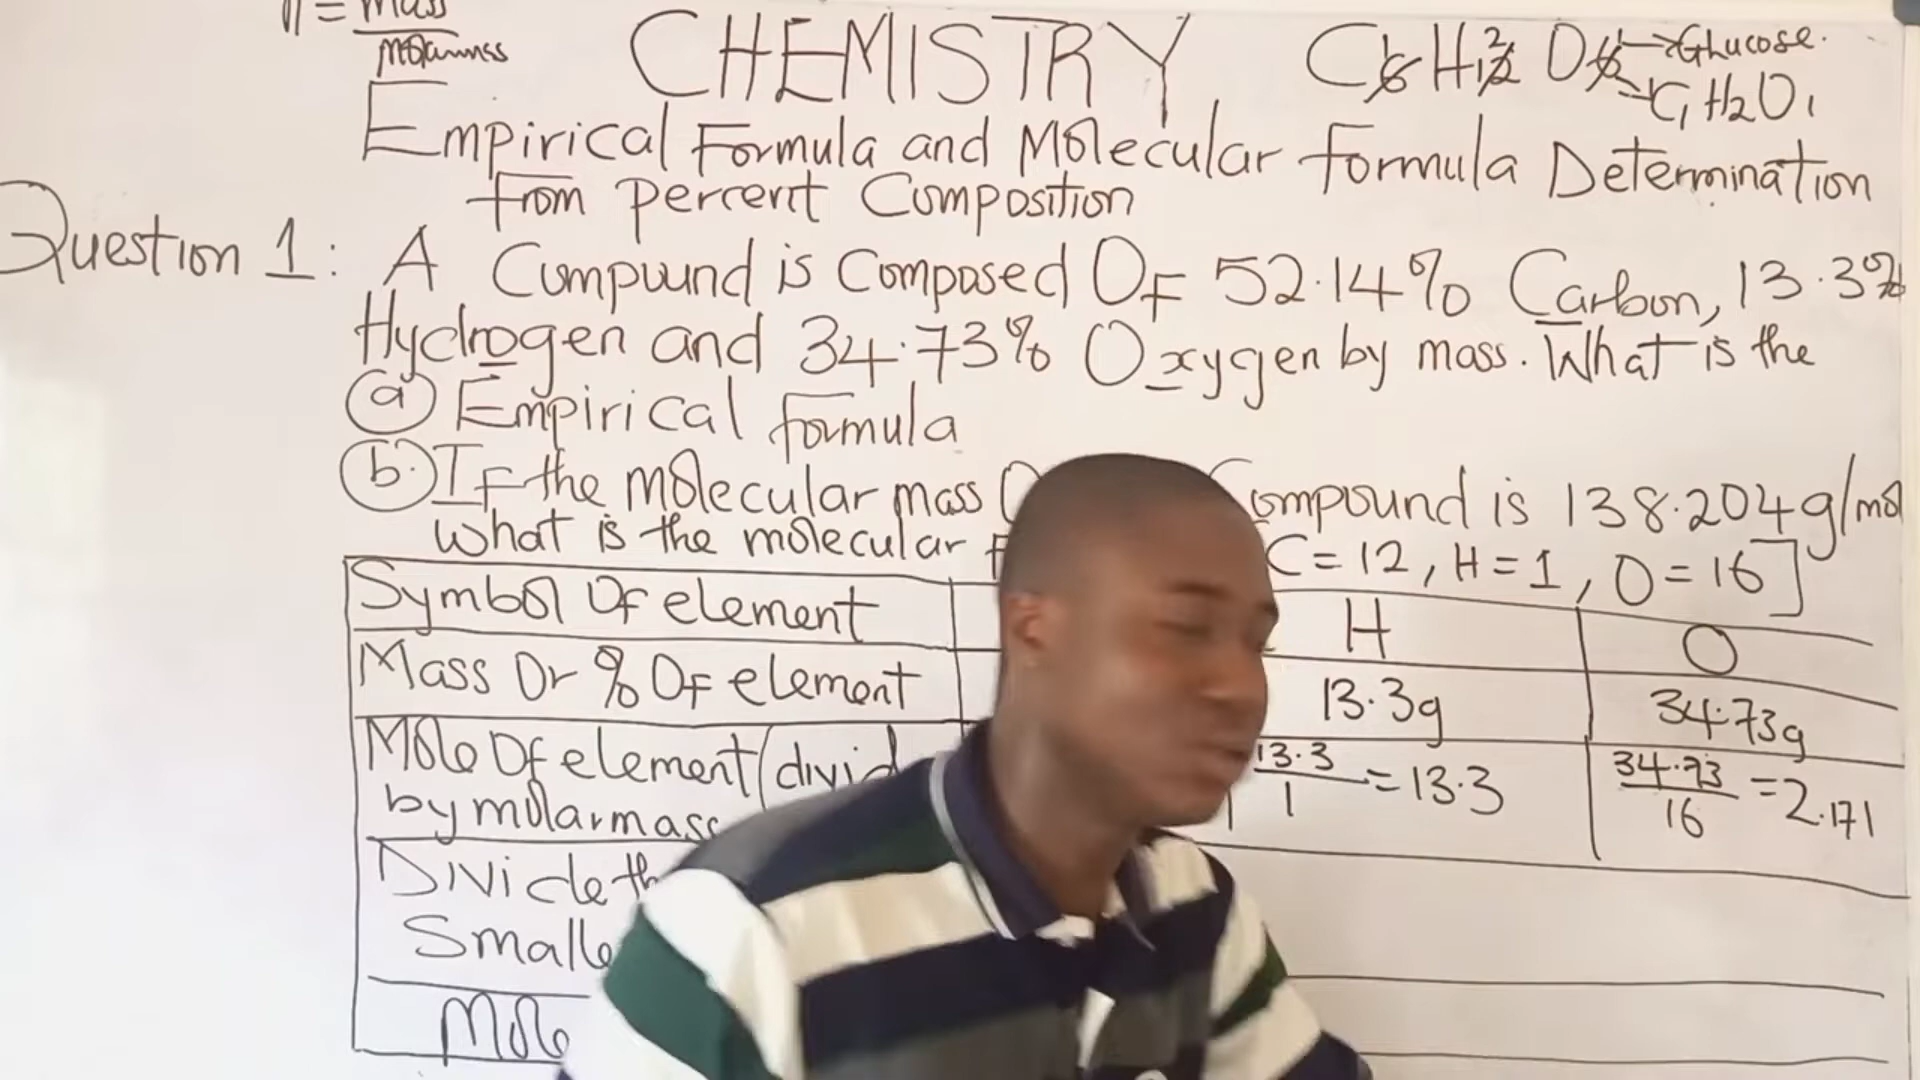 n = mass
molarmass
CHEMISTRY
C6H12O6 → Glucose.
→ C1H2O1
Empirical Formula and Molecular formula Determination
from percent Composition
Question 1: A Compound is Composed OF 52.14% Carbon, 13.3%
Hydrogen and 34.73% Oxygen by mass. What is the
(a) Empirical formula
(b.) IF the molecular mass ompound is 138.204g/mol
What is the molecular F C=12, H=1, O=16]
Symbol OF element H O
Mass Or % OF element 13.3g 34.73g
Mole OF element (divid 13.3/1 = 13.3 34.73/16 = 2.171
by molarmass
Divide th
Smalle
Mole